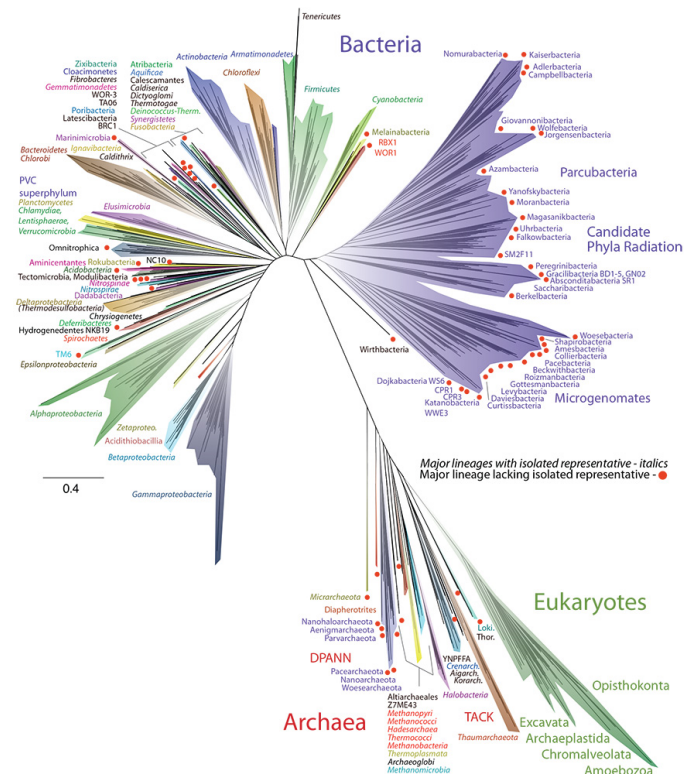 Tenericutes
Bacteria
Actinobacteria
Armatimonadetes
Nomurabacteria
Kaiserbacteria
Zixibacteria
Atribacteria
Adlerbacteria
Cloacimonetes
Aquificae
Chloroflexi
Campbellbacteria
Fibrobacteres
Calescamantes
Gemmatimonadetes
Caldiserica
Firmicutes
WOR-3
Dictyoglomi
TA06
Thermotogae
Cyanobacteria
Poribacteria
Deinococcus-Therm.
Latescibacteria
Synergistetes
Giovannonibacteria
BRC1
Fusobacteria
Wolfebacteria
Melainabacteria
Jorgensenbacteria
Marinimicrobia
RBX1
Bacteroidetes
Ignavibacteria
WOR1
Chlorobi
Caldithrix
Azambacteria
Parcubacteria
PVC
superphylum
Yanofskybacteria
Planctomycetes
Moranbacteria
Chlamydiae,
Elusimicrobia
Lentisphaerae,
Magasanikbacteria
Verrucomicrobia
Uhrbacteria
Candidate
Falkowbacteria
Phyla Radiation
Omnitrophica
SM2F11
Aminicentantes
Rokubacteria
NC10
Peregrinibacteria
Acidobacteria
Gracilibacteria BD1-5, GN02
Tectomicrobia, Modulibacteria
Absconditabacteria SR1
Nitrospinae
Saccharibacteria
Nitrospirae
Berkelbacteria
Dadabacteria
Deltaprotebacteria
(Thermodesulfobacteria)
Chrysiogenetes
Deferribacteres
Hydrogenedentes NKB19
Woesebacteria
Spirochaetes
Shapirobacteria
Wirthbacteria
Amesbacteria
TM6
Collierbacteria
Epsilonproteobacteria
Pacebacteria
Beckwithbacteria
Dojkabacteria WS6
Roizmanbacteria
CPR1
Gottesmanbacteria
CPR3
Levybacteria
Microgenomates
Katanobacteria
Daviesbacteria
WWE3
Curtissbacteria
Alphaproteobacteria
Zetaproteo.
Acidithiobacillia
Betaproteobacteria
Major lineages with isolated representative - italics
Major lineage lacking isolated representative -
0.4
Gammaproteobacteria
Micrarchaeota
Eukaryotes
Diapherotrites
Nanohaloarchaeota
Loki.
Aenigmarchaeota
Thor.
Parvarchaeota
DPANN
YNPFFA
Crenarch.
Pacearchaeota
Aigarch.
Nanoarchaeota
Korarch.
Opisthokonta
Woesarchaeota
Halobacteria
Altiarchaeales
Z7ME43
Archaea
Methanopyri
TACK
Methanococci
Excavata
Hadesarchaea
Thermococci
Thaumarchaeota
Archaeplastida
Methanobacteria
Thermoplasmata
Chromalveolata
Archaeoglobi
Methanomicrobia
Amoebozoa